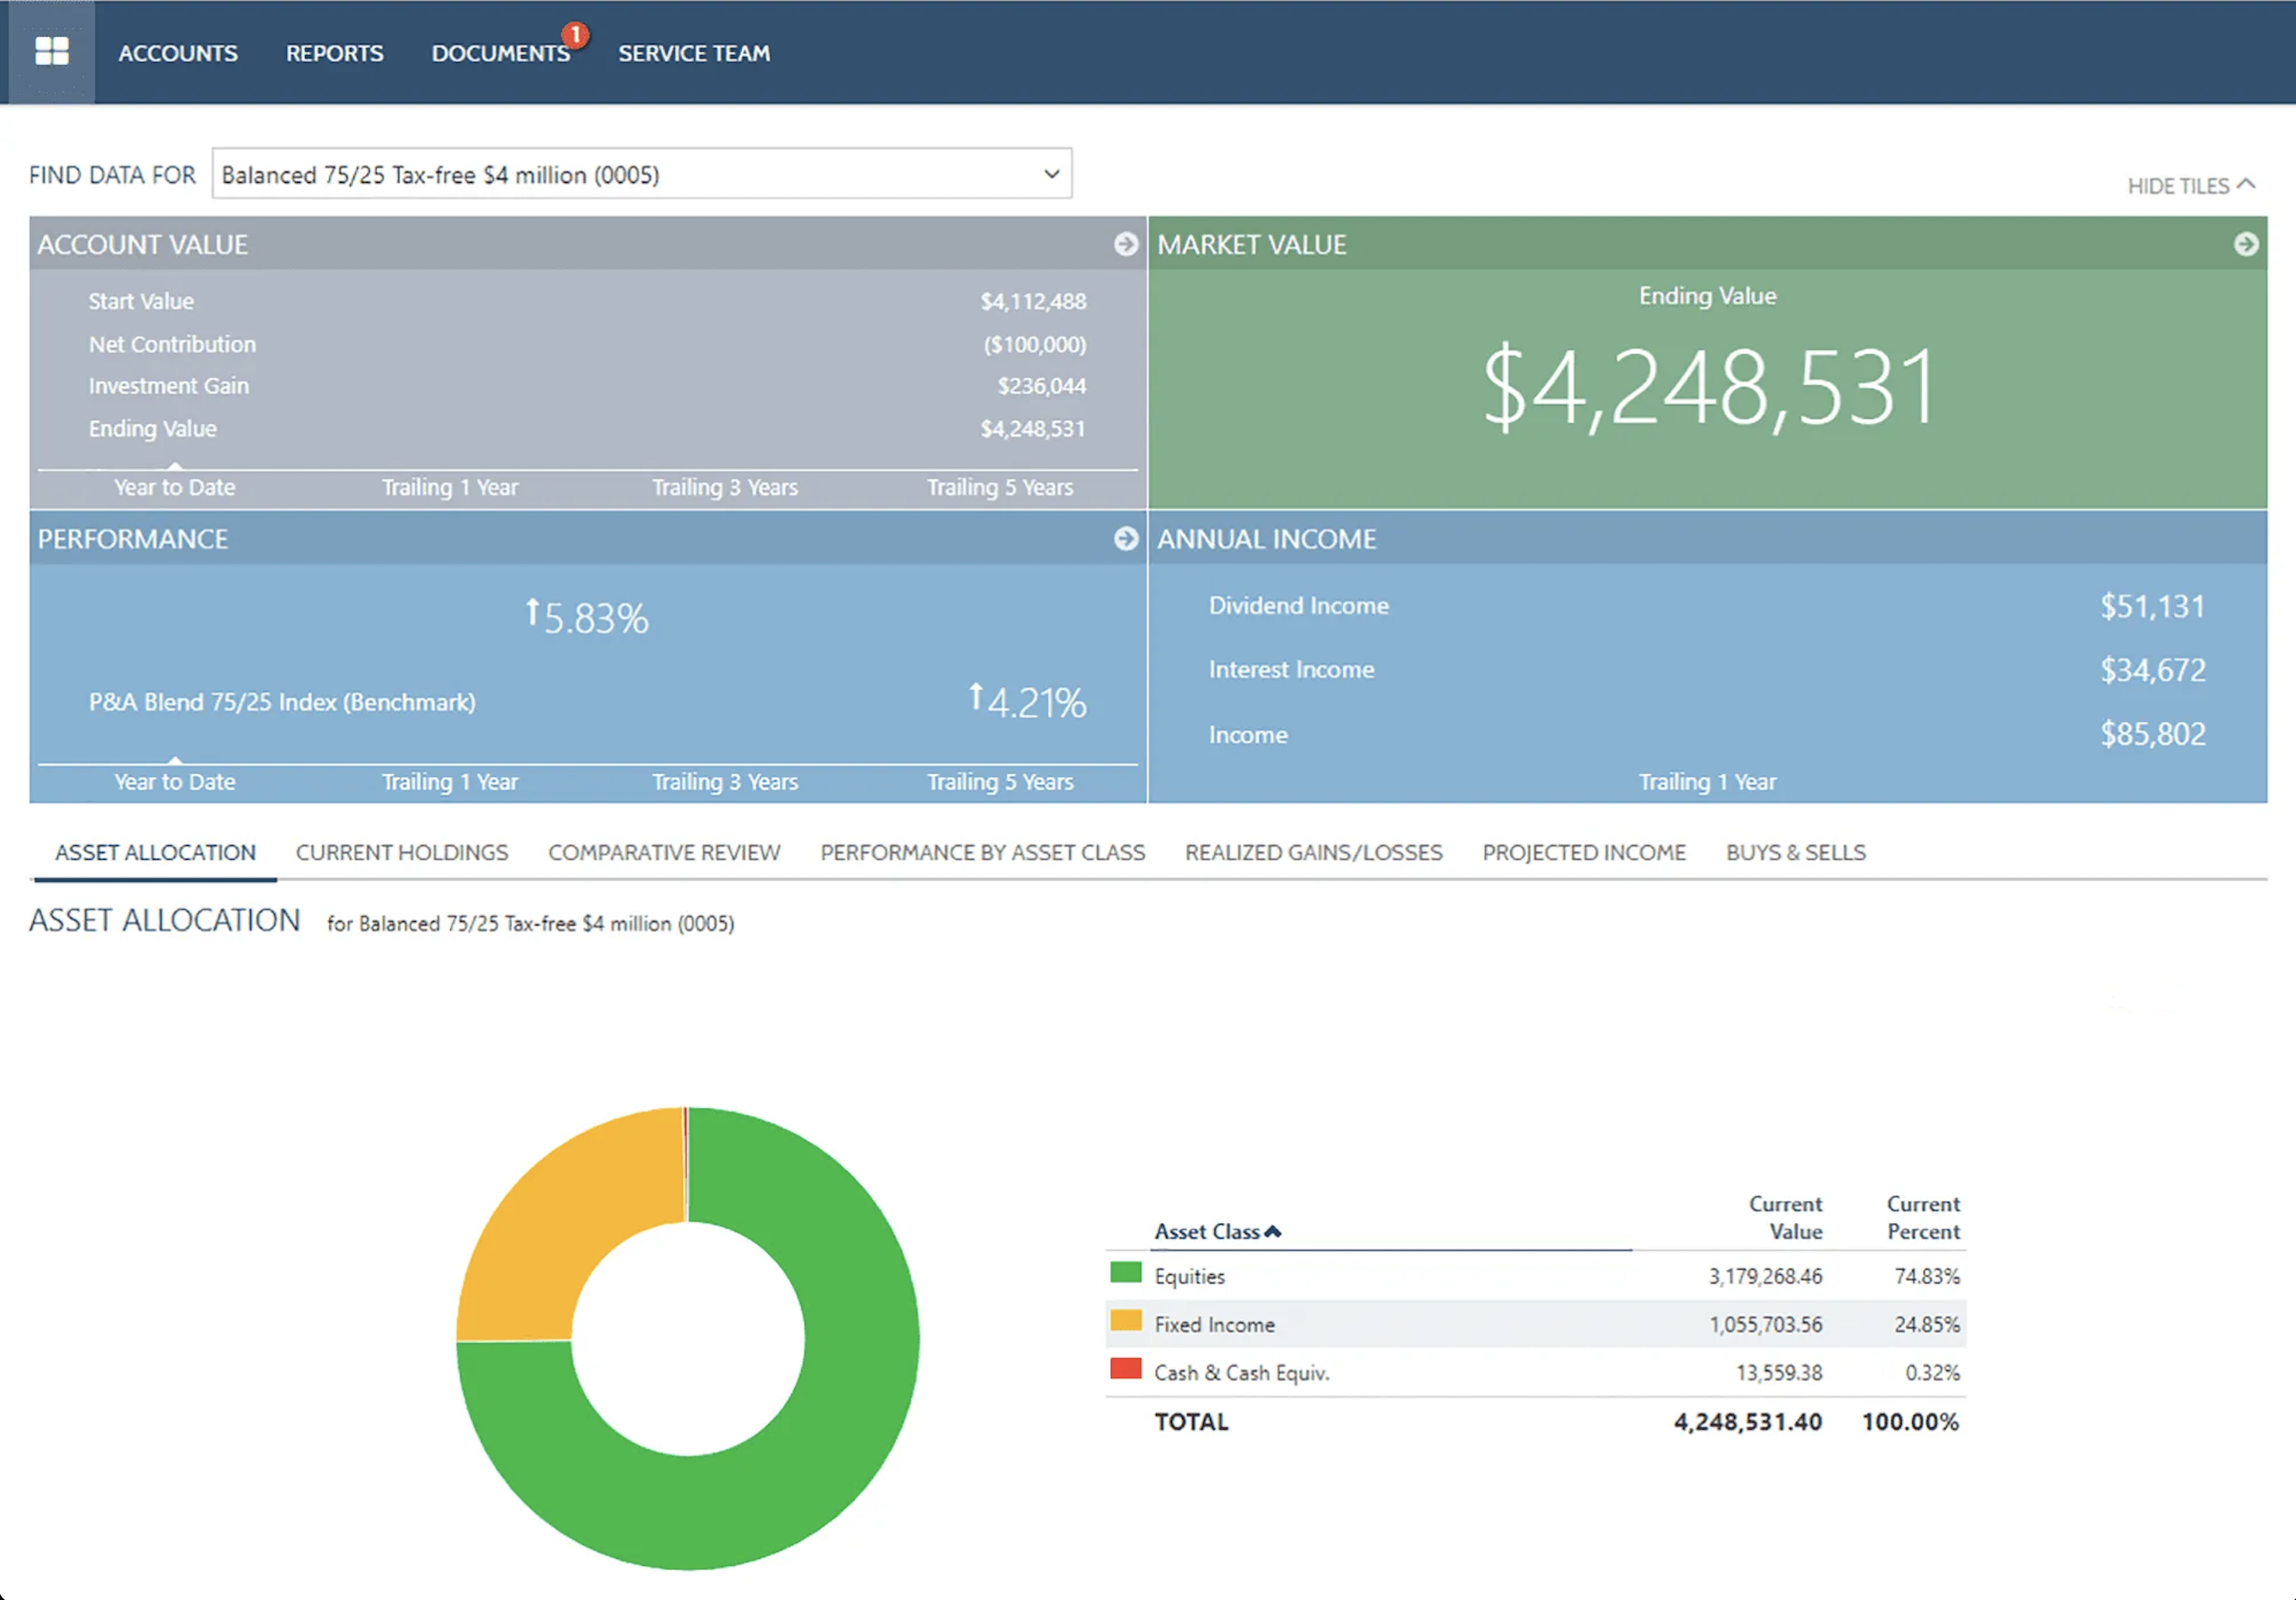 ACCOUNTS REPORTS DOCUMENTS 1 SERVICE TEAM
FIND DATA FOR Balanced 75/25 Tax-free $4 million (0005)
HIDE TILES
ACCOUNT VALUE
Start Value $4,112,488
Net Contribution ($100,000)
Investment Gain $236,044
Ending Value $4,248,531
Year to Date Trailing 1 Year Trailing 3 Years Trailing 5 Years
MARKET VALUE
Ending Value
$4,248,531
PERFORMANCE
5.83%
P&A Blend 75/25 Index (Benchmark) 4.21%
Year to Date Trailing 1 Year Trailing 3 Years Trailing 5 Years
ANNUAL INCOME
Dividend Income $51,131
Interest Income $34,672
Income $85,802
Trailing 1 Year
ASSET ALLOCATION CURRENT HOLDINGS COMPARATIVE REVIEW PERFORMANCE BY ASSET CLASS REALIZED GAINS/LOSSES PROJECTED INCOME BUYS & SELLS
ASSET ALLOCATION for Balanced 75/25 Tax-free $4 million (0005)
Current Current
Asset Class Value Percent
Equities 3,179,268.46 74.83%
Fixed Income 1,055,703.56 24.85%
Cash & Cash Equiv. 13,559.38 0.32%
TOTAL 4,248,531.40 100.00%